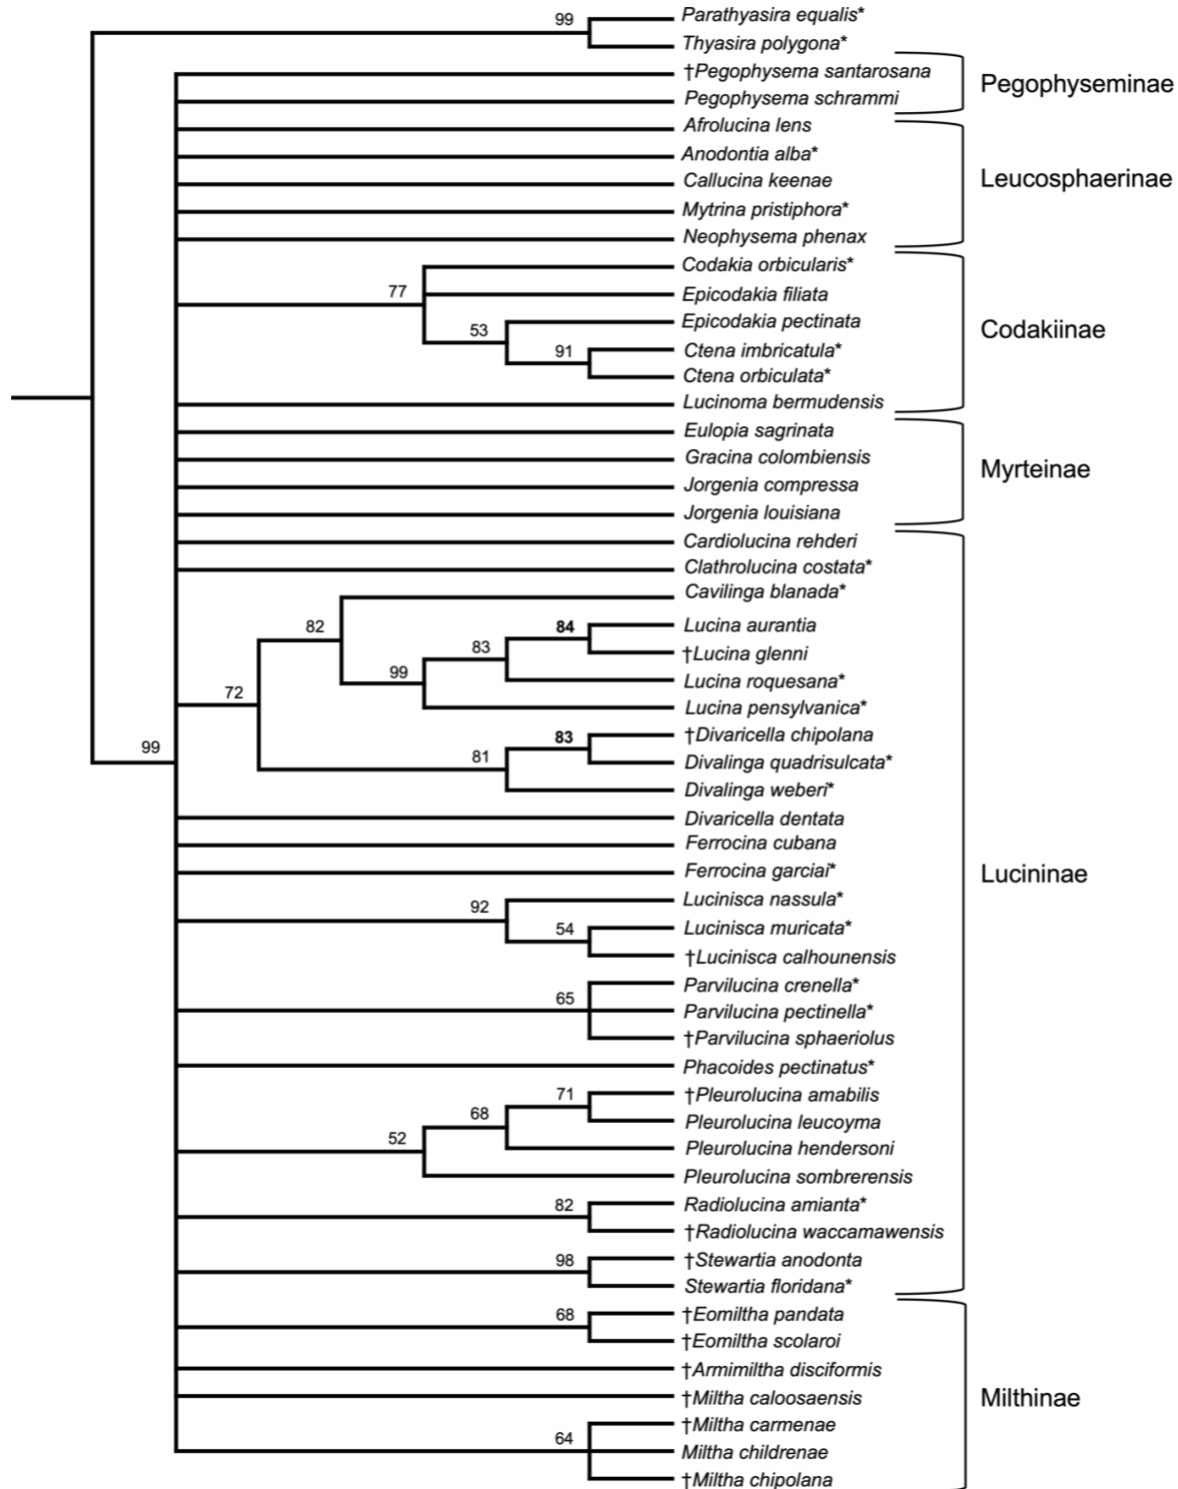 99
Parathyasira equalis*
Thyasira polygona*
†Pegophysema santarosana
Pegophysema schrammi
Pegophyseminae
Afrolucina lens
Anodontia alba*
Callucina keenae
Mytrina pristiphora*
Neophysema phenax
Leucosphaerinae
77
Codakia orbicularis*
Epicodakia filiata
53
Epicodakia pectinata
91
Ctena imbricatula*
Ctena orbiculata*
Lucinoma bermudensis
Codakiinae
Eulopia sagrinata
Gracina colombiensis
Jorgenia compressa
Jorgenia louisiana
Myrteinae
Cardiolucina rehderi
Clathrolucina costata*
Cavilinga blanada*
82
84
Lucina aurantia
†Lucina glenni
83
Lucina roquesana*
99
Lucina pensylvanica*
72
83
†Divaricella chipolana
Divalinga quadrisulcata*
81
Divalinga weberi*
99
Divaricella dentata
Ferrocina cubana
Ferrocina garciai*
Lucininae
92
Lucinisca nassula*
54
Lucinisca muricata*
†Lucinisca calhounensis
65
Parvilucina crenella*
Parvilucina pectinella*
†Parvilucina sphaeriolus
Phacoides pectinatus*
71
†Pleurolucina amabilis
Pleurolucina leucoyma
68
Pleurolucina hendersoni
52
Pleurolucina sombrerensis
82
Radiolucina amianta*
†Radiolucina waccamawensis
98
†Stewartia anodonta
Stewartia floridana*
68
†Eomiltha pandata
†Eomiltha scolaroi
†Armimiltha disciformis
†Miltha caloosaensis
Milthinae
64
†Miltha carmenae
Miltha childrenae
†Miltha chipolana